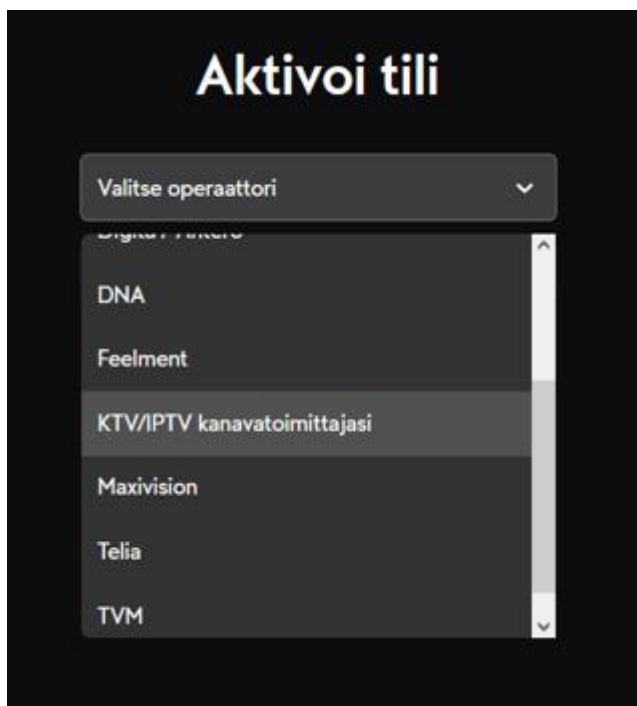 Aktivoi tili
Valitse operaattori
DNA
Feelment
KTV/IPTV kanavatoimittajasi
Maxivision
Telia
TVM